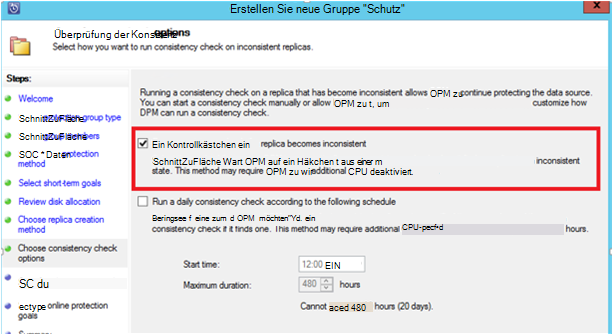 Erstellen Sie neue Gruppe "Schutz"
Überprüfung der Konsistenz options
Select how you want to run consistency check on inconsistent replicas.
Steps:
Welcome
SchnittZuFläche group type
SchnittZuFläche members
SOC * Daten protection
method
Select short-term goals
Review disk allocation
Choose replica creation
method
Choose consistency check
options
SC du
ectype online protection
goals
Running a consistency check on a replica that has become inconsistent allows OPM zu continue protecting the data source.
You can start a consistency check manually or allow OPM zu t, um customize how
DPM can run a consistency check.
Ein Kontrollkästchen ein replica becomes inconsistent
SchnittZuFläche Wart OPM auf ein Häkchen t aus einer m inconsistent
state. This method may require OPM zu wir additional CPU deaktiviert.
Run a daily consistency check according to the following schedule
f eine zum d OPM möchten"Yd. ein
consistency check if it finds one. This method may require additional CPU-pecf+d hours.
Start time: 12:00 EIN
Maximum duration: 480 hours
Cannot aced 480 hours (20 days).